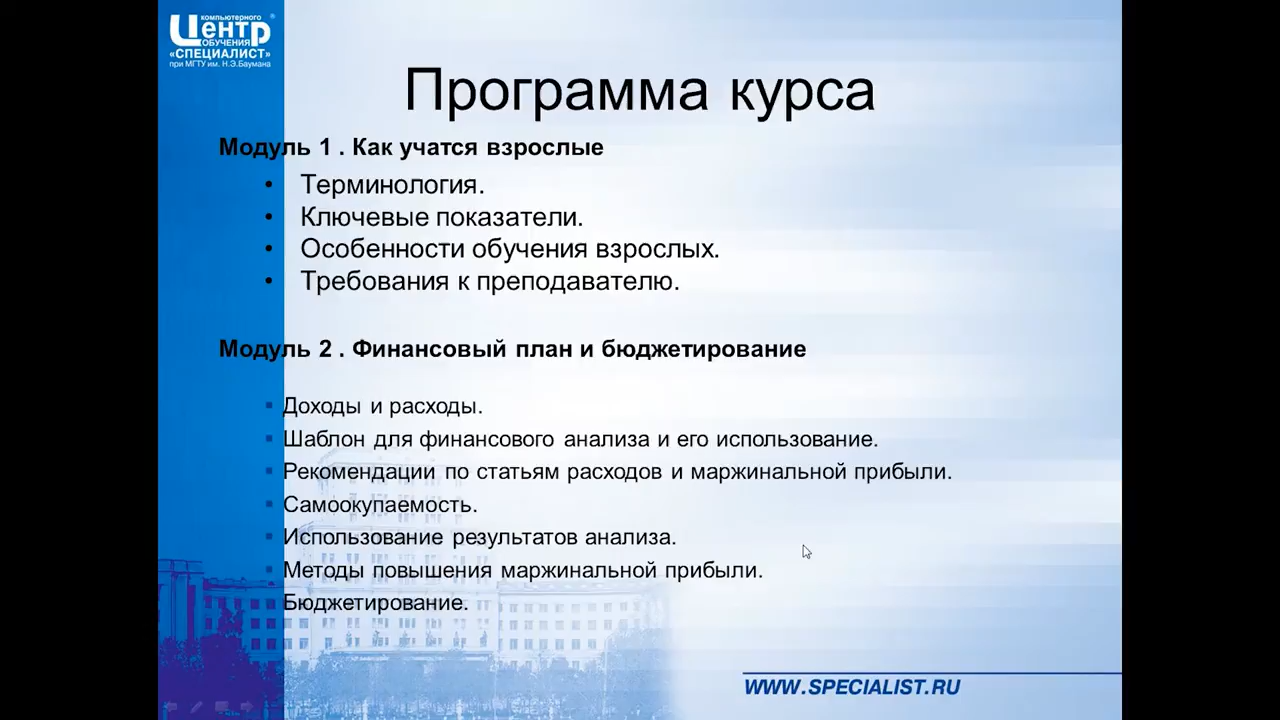 компьютерного
Центр
ОБУЧЕНИЯ
«СПЕЦИАЛИСТ»
при МГТУ им. Н.Э.Баумана
Программа курса
Модуль 1 . Как учатся взрослые
• Терминология.
• Ключевые показатели.
• Особенности обучения взрослых.
• Требования к преподавателю.
Модуль 2 . Финансовый план и бюджетирование
▪ Доходы и расходы.
▪ Шаблон для финансового анализа и его использование.
▪ Рекомендации по статьям расходов и маржинальной прибыли.
▪ Самоокупаемость.
▪ Использование результатов анализа.
▪ Методы повышения маржинальной прибыли.
Бюджетирование.
WWW.SPECIALIST.RU